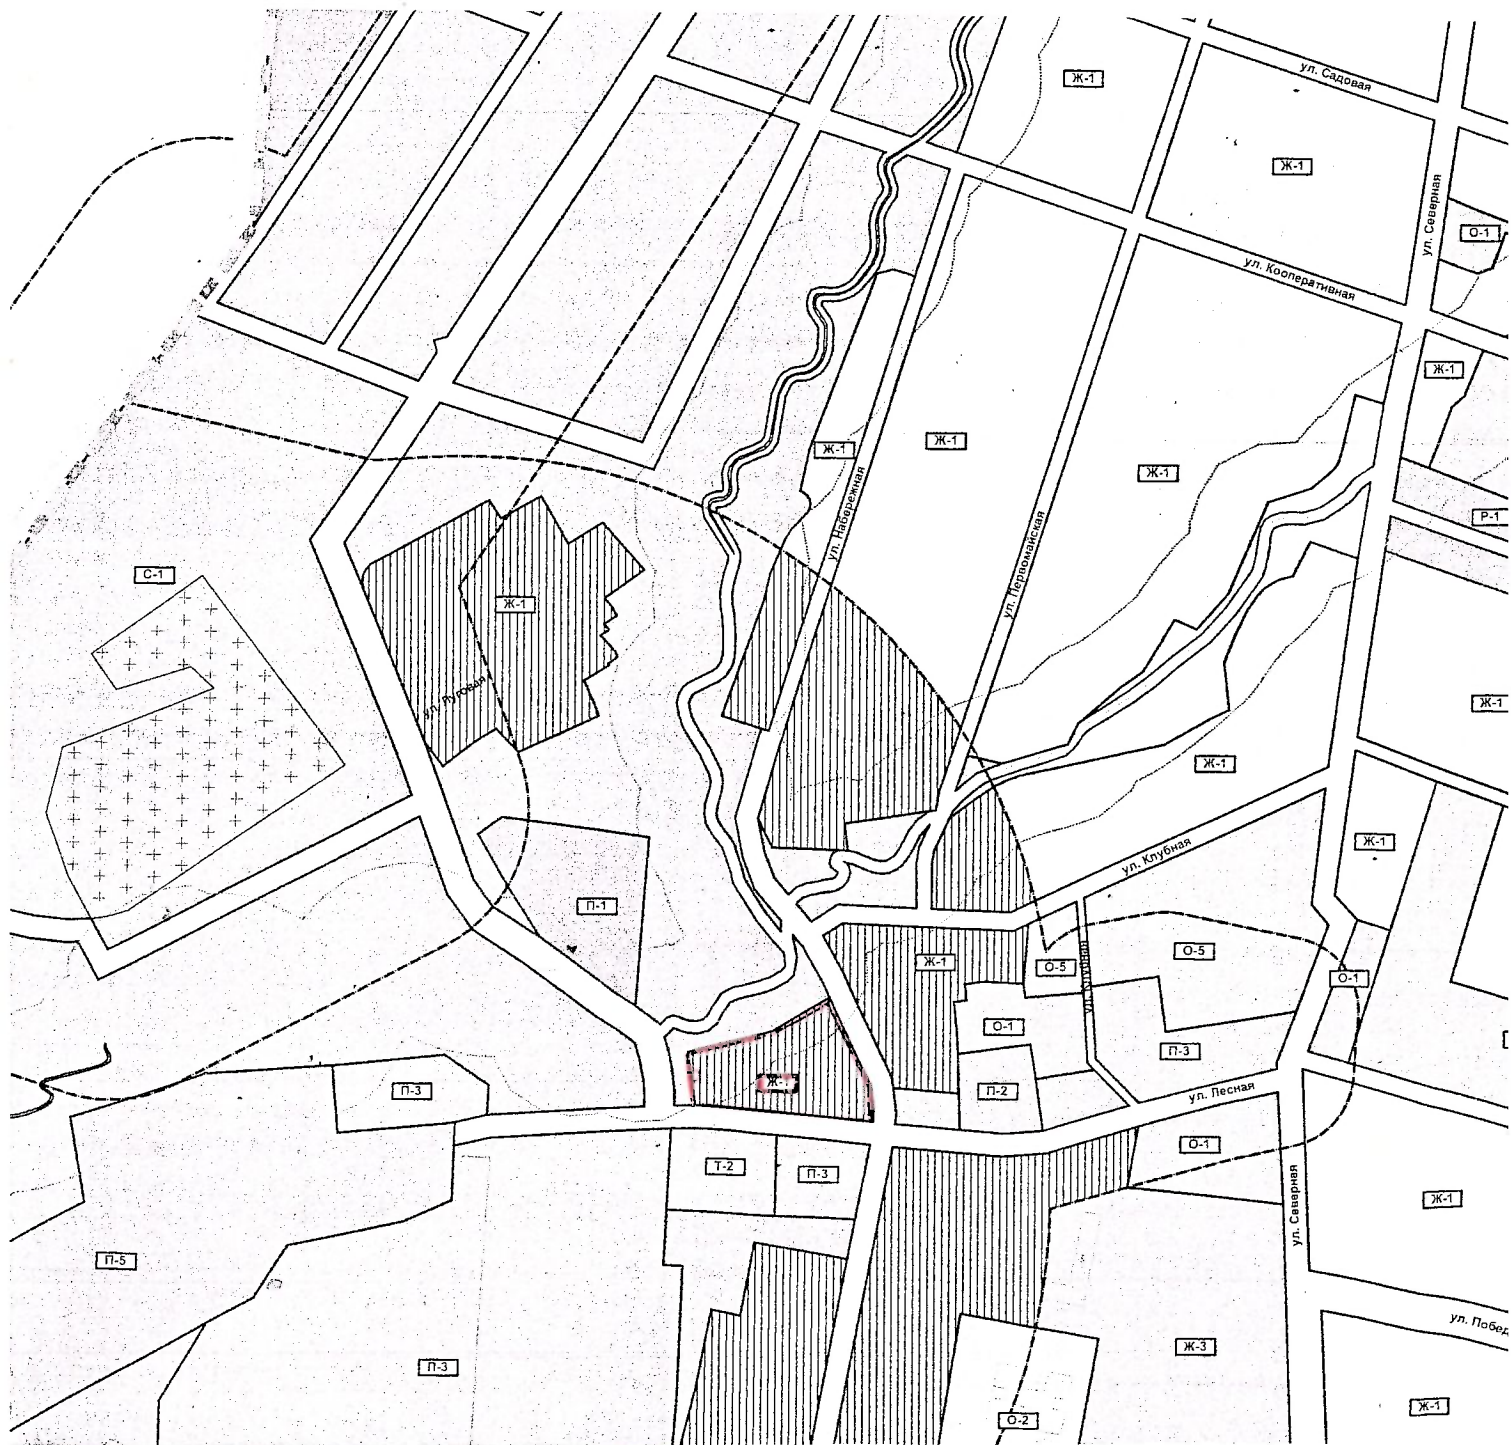 ул. Садовая
Ж-1
Ж-1
ул. Северная
О-1
ул. Кооперативная
Ж-1
Ж-1
Ж-1
Ж-1
ул. Набережная
Р-1
ул. Первомайская
С-1
Ж-1
ул. Луговая
Ж-1
Ж-1
Ж-1
ул. Клубная
П-1
Ж-1
О-5
О-5
О-1
О-1
П-3
Ж-1
П-3
П-2
ул. Лесная
О-1
Т-2
П-3
ул. Северная
Ж-1
П-5
ул. Побед
Ж-3
П-3
Ж-1
О-2